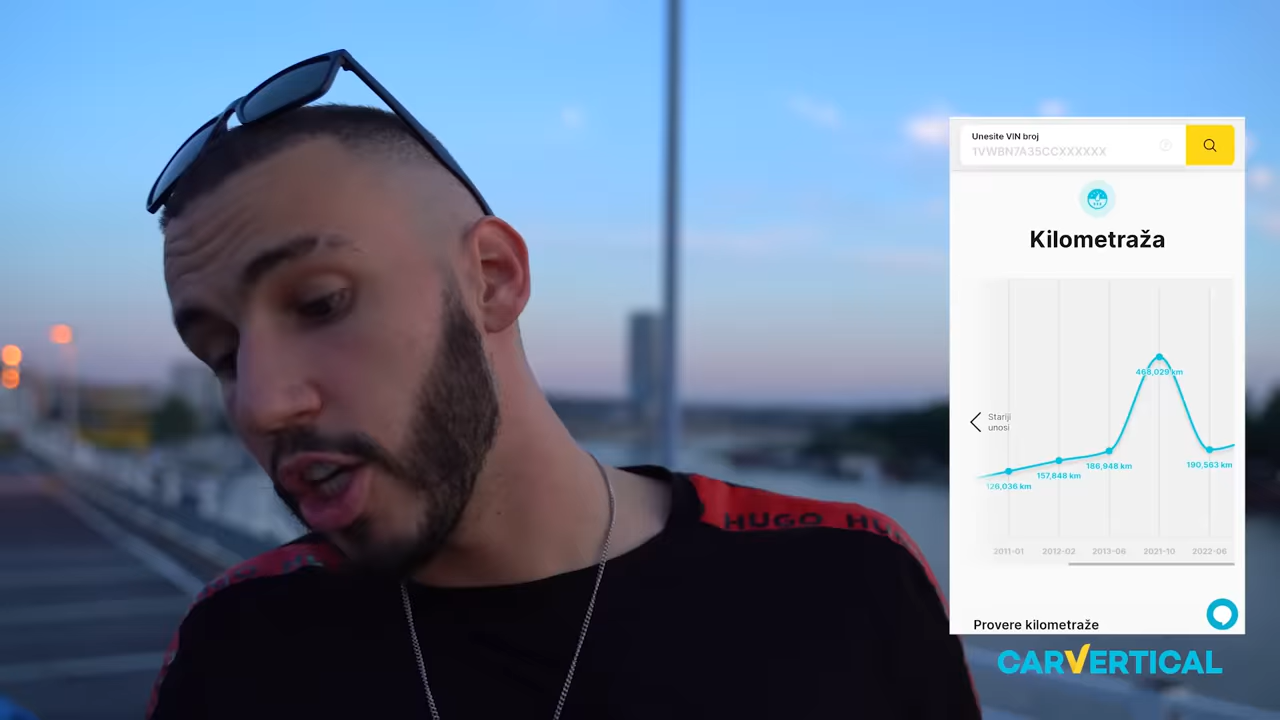 Unesite VIN broj
1VWBN7A35CCXXXXXX
Kilometraža
468,029 km
Stariji
unosi
186,948 km
190,583 km
157,848 km
126,036 km
2011-01 2012-02 2013-06 2021-10 2022-06
Provere kilometraže
CARVERTICAL
HUGO HU